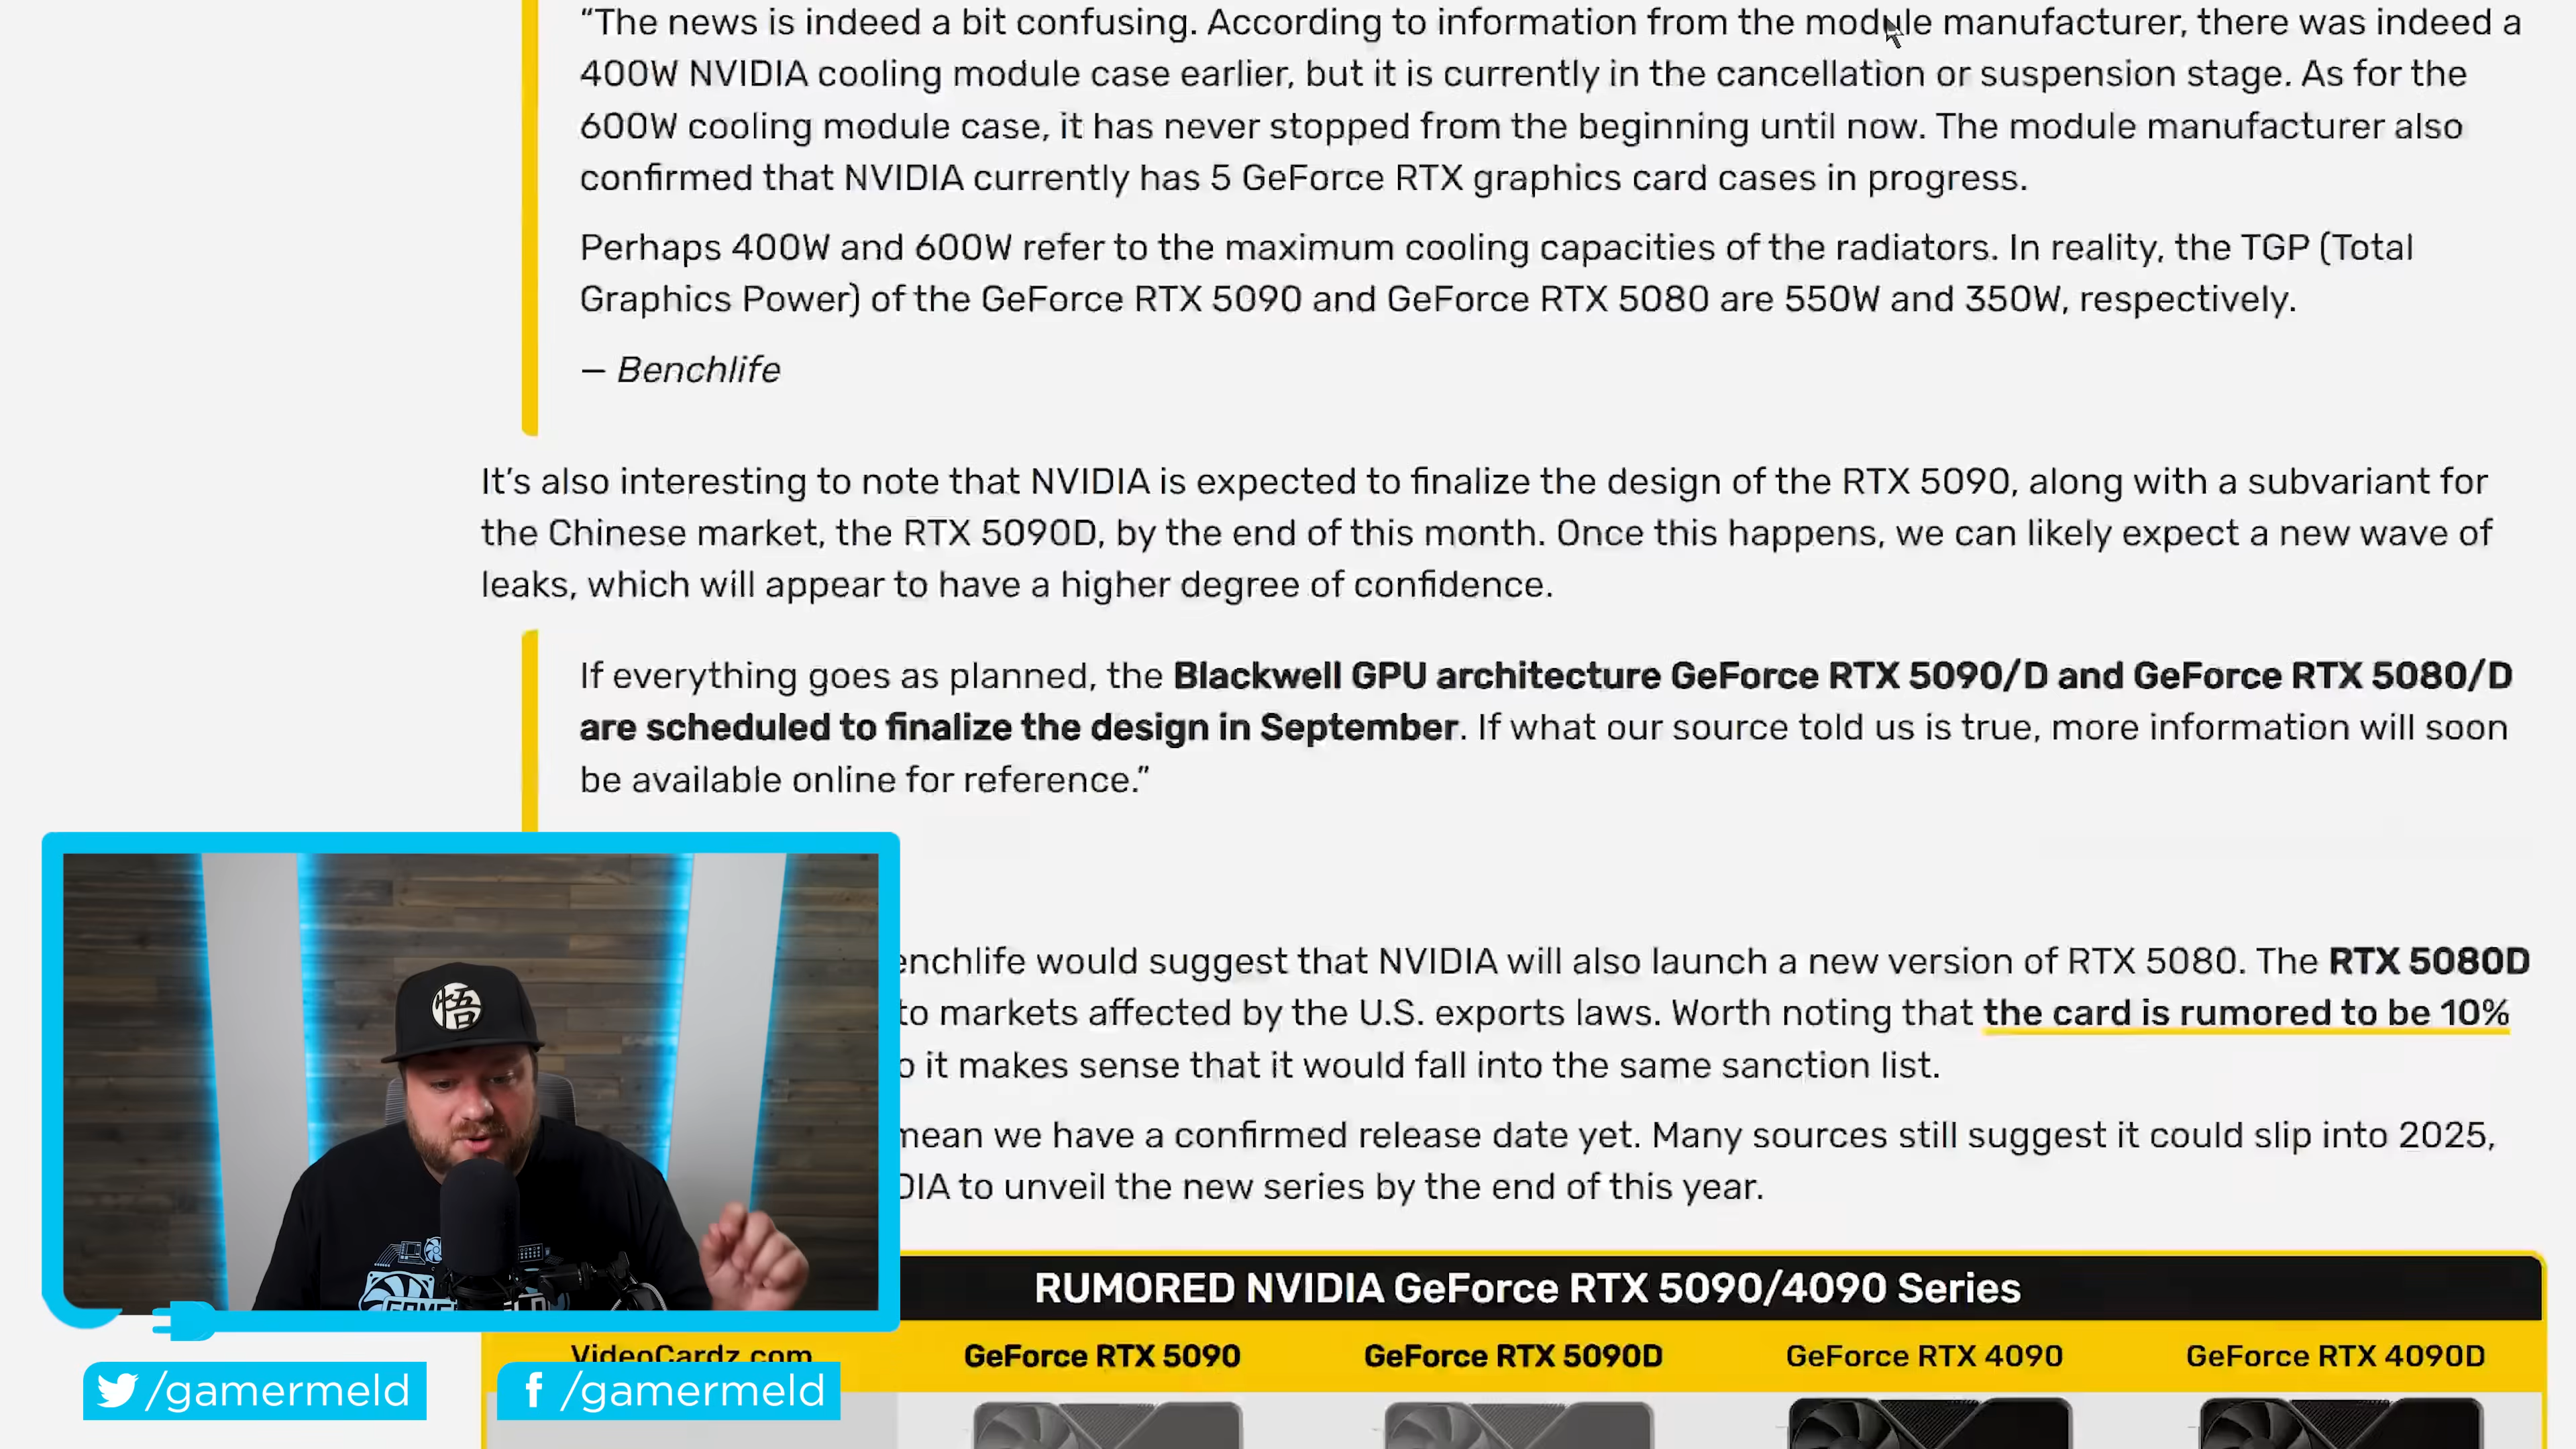 “The news is indeed a bit confusing. According to information from the module manufacturer, there was indeed a
400W NVIDIA cooling module case earlier, but it is currently in the cancellation or suspension stage. As for the
600W cooling module case, it has never stopped from the beginning until now. The module manufacturer also
confirmed that NVIDIA currently has 5 GeForce RTX graphics card cases in progress.
Perhaps 400W and 600W refer to the maximum cooling capacities of the radiators. In reality, the TGP (Total
Graphics Power) of the GeForce RTX 5090 and GeForce RTX 5080 are 550W and 350W, respectively.
— Benchlife
It’s also interesting to note that NVIDIA is expected to finalize the design of the RTX 5090, along with a subvariant for
the Chinese market, the RTX 5090D, by the end of this month. Once this happens, we can likely expect a new wave of
leaks, which will appear to have a higher degree of confidence.
If everything goes as planned, the Blackwell GPU architecture GeForce RTX 5090/D and GeForce RTX 5080/D
are scheduled to finalize the design in September. If what our source told us is true, more information will soon
be available online for reference.”
enchlife would suggest that NVIDIA will also launch a new version of RTX 5080. The RTX 5080D
to markets affected by the U.S. exports laws. Worth noting that the card is rumored to be 10%
o it makes sense that it would fall into the same sanction list.
mean we have a confirmed release date yet. Many sources still suggest it could slip into 2025,
DIA to unveil the new series by the end of this year.
悟
RUMORED NVIDIA GeForce RTX 5090/4090 Series
VideoCardz.com GeForce RTX 5090 GeForce RTX 5090D GeForce RTX 4090 GeForce RTX 4090D
/gamermeld /gamermeld